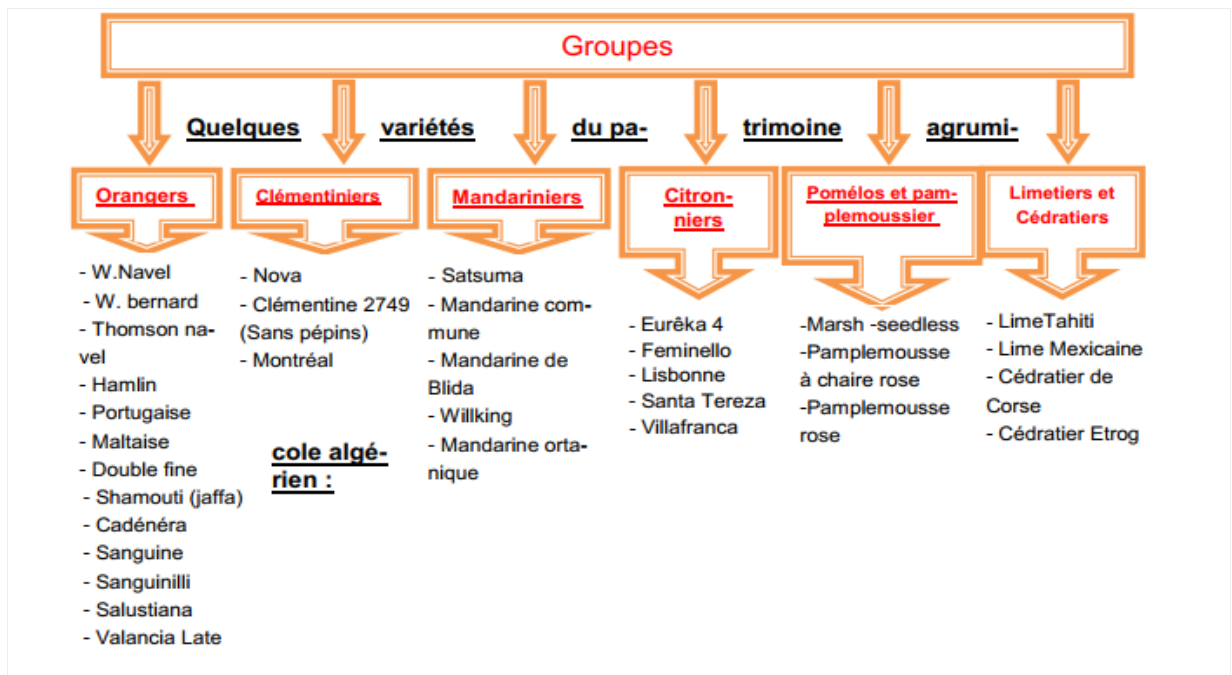 Groupes
Quelques variétés du pa- trimoine agrumi-
cole algé-
rien :
Orangers
- W.Navel
- W. bernard
- Thomson na-
vel
- Hamlin
- Portugaise
- Maltaise
- Double fine
- Shamouti (jaffa)
- Cadénéra
- Sanguine
- Sanguinilli
- Salustiana
- Valancia Late
Clémentiniers
- Nova
- Clémentine 2749
(Sans pépins)
- Montréal
Mandariniers
- Satsuma
- Mandarine com-
mune
- Mandarine de
Blida
- Willking
- Mandarine orta-
nique
Citron-
niers
- Eurêka 4
- Feminello
- Lisbonne
- Santa Tereza
- Villafranca
Pomélos et pam-
plemoussier
-Marsh -seedless
-Pamplemousse
à chaire rose
-Pamplemousse
rose
Limetiers et
Cédratiers
- LimeTahiti
- Lime Mexicaine
- Cédratier de
Corse
- Cédratier Etrog